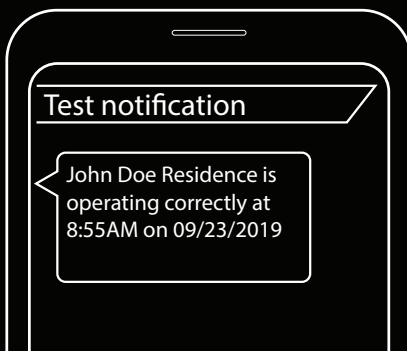 Test notification
John Doe Residence is
operating correctly at
8:55AM on 09/23/2019